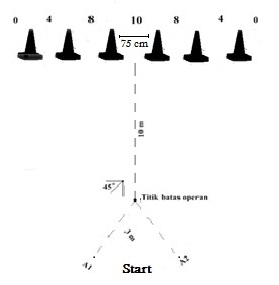 0 4 8 10 8 4 0
75 cm
10 m
45°
Titik batas operan
3 m
A1
A2
Start